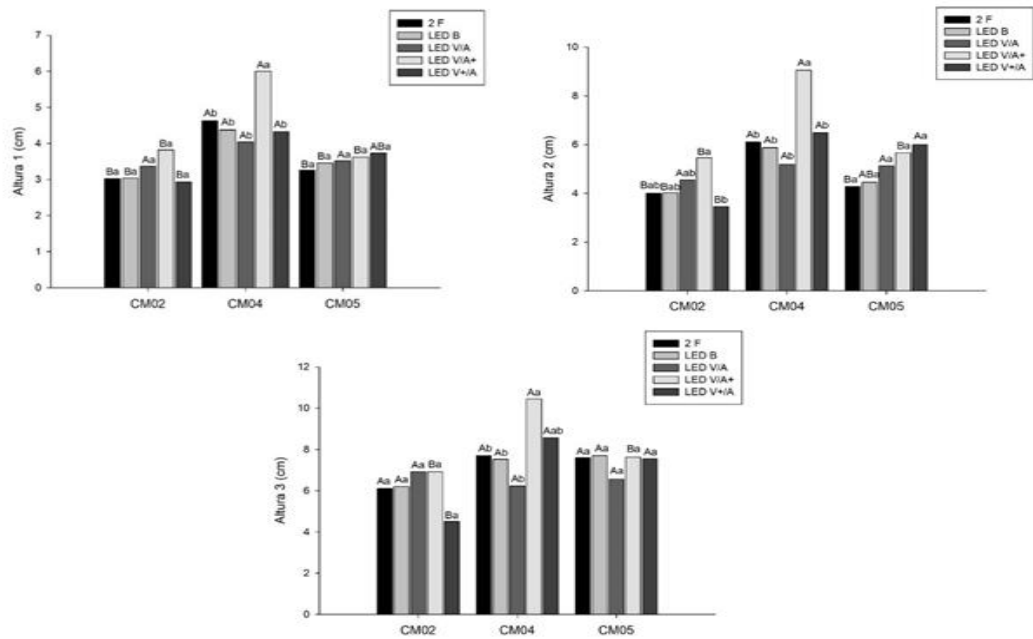 2 F
LED B
LED V/A
LED V/A+
LED V+/A
Altura 1 (cm)
7
6
5
4
3
2
1
0
Ba Ba Aa Ba Ba
Ab Ab Ab Aa Ab
Ba Ba Aa Ba ABa
CM02 CM04 CM05
2 F
LED B
LED V/A
LED V/A+
LED V+/A
Altura 2 (cm)
10
8
6
4
2
0
Bab Bab Aab Ba Bb
Ab Ab Ab Aa Ab
Ba ABa Aa Ba Aa
CM02 CM04 CM05
2 F
LED B
LED V/A
LED V/A+
LED V+/A
Altura 3 (cm)
12
10
8
6
4
2
0
Aa Aa Aa Ba Ba
Ab Ab Ab Aa Aab
Aa Aa Aa Ba Aa
CM02 CM04 CM05